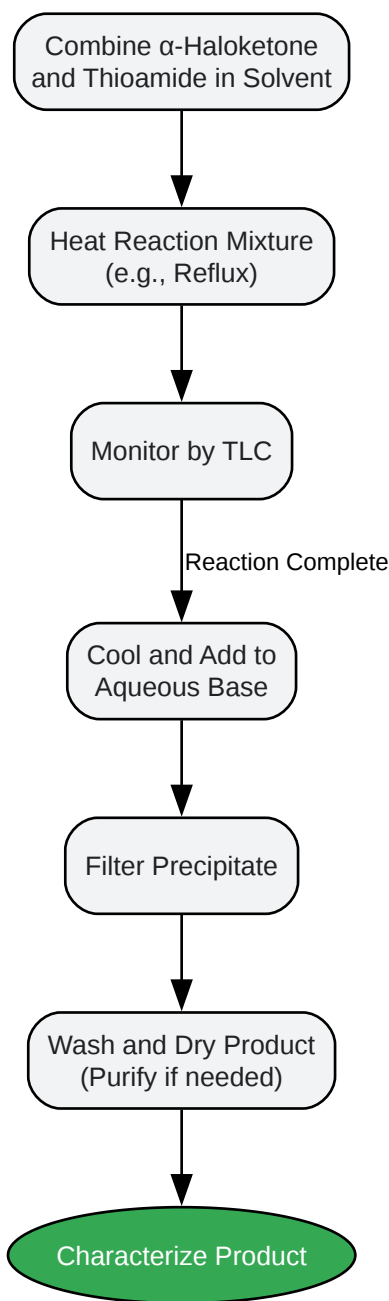 Combine α-Haloketone
and Thioamide in Solvent
Heat Reaction Mixture
(e.g., Reflux)
Monitor by TLC
Reaction Complete
Cool and Add to
Aqueous Base
Filter Precipitate
Wash and Dry Product
(Purify if needed)
Characterize Product